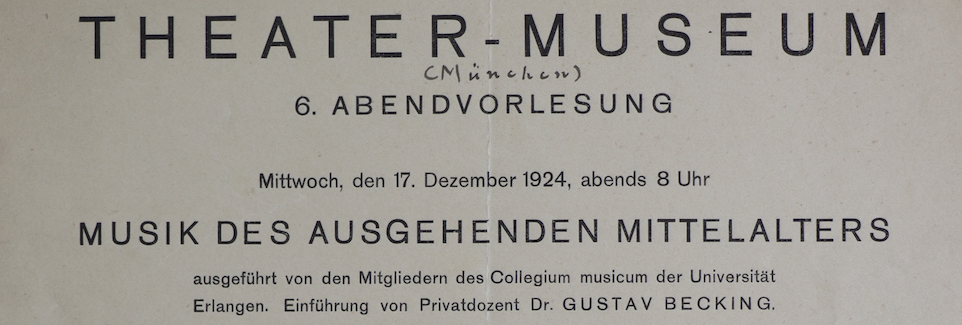 THEATER-MUSEUM
(München)
6. ABENDVORLESUNG
Mittwoch, den 17. Dezember 1924, abends 8 Uhr
MUSIK DES AUSGEHENDEN MITTELALTERS
ausgeführt von den Mitgliedern des Collegium musicum der Universität
Erlangen. Einführung von Privatdozent Dr. GUSTAV BECKING.